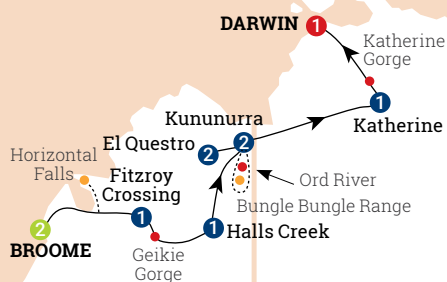 DARWIN
1
Katherine
Gorge
Kununurra
1
2
El Questro
2
Katherine
Horizontal
Falls
Fitzroy
Crossing
Ord River
Bungle Bungle Range
1
2
1
Halls Creek
BROOME
Geikie
Gorge